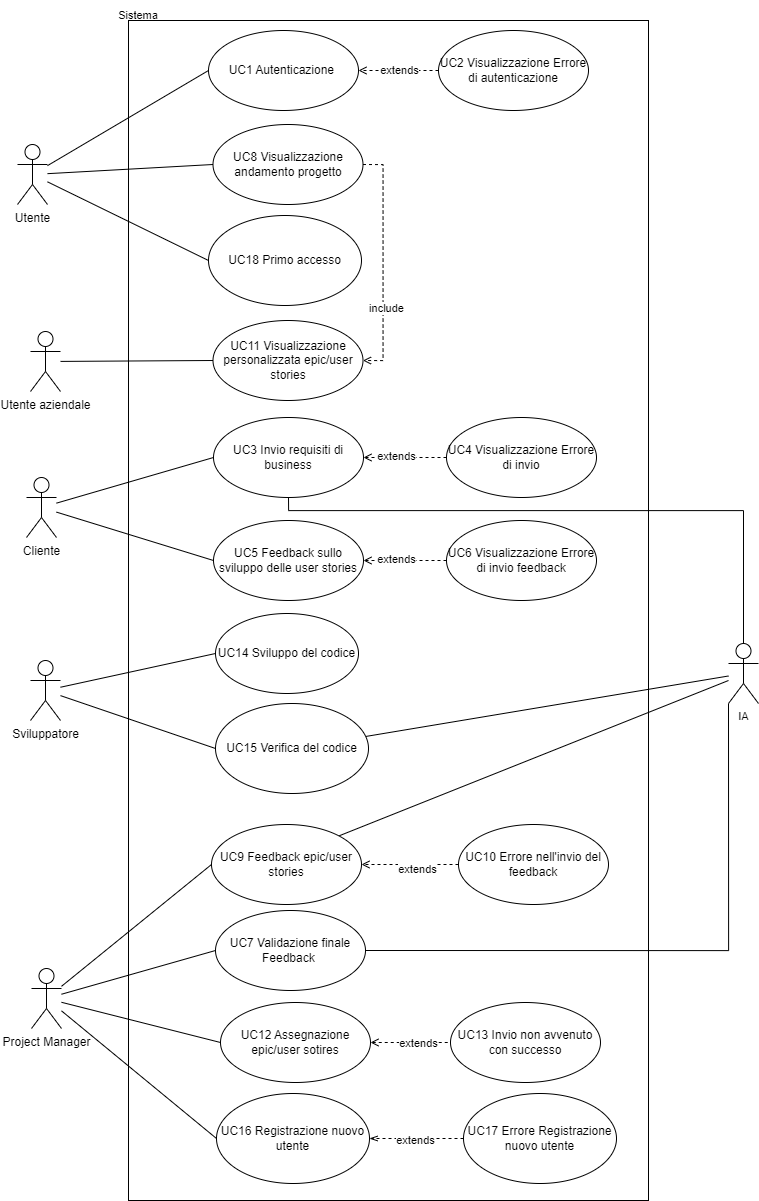 Sistema
UC1 Autenticazione
extends
UC2 Visualizzazione Errore
di autenticazione
Utente
UC8 Visualizzazione
andamento progetto
UC18 Primo accesso
include
Utente aziendale
UC11 Visualizzazione
personalizzata epic/user
stories
Cliente
UC3 Invio requisiti di
business
extends
UC4 Visualizzazione Errore
di invio
UC5 Feedback sullo
sviluppo delle user stories
extends
UC6 Visualizzazione Errore
di invio feedback
Sviluppatore
UC14 Sviluppo del codice
UC15 Verifica del codice
IA
UC9 Feedback epic/user
stories
extends
UC10 Errore nell'invio del
feedback
UC7 Validazione finale
Feedback
Project Manager
UC12 Assegnazione
epic/user sotires
extends
UC13 Invio non avvenuto
con successo
UC16 Registrazione nuovo
utente
extends
UC17 Errore Registrazione
nuovo utente